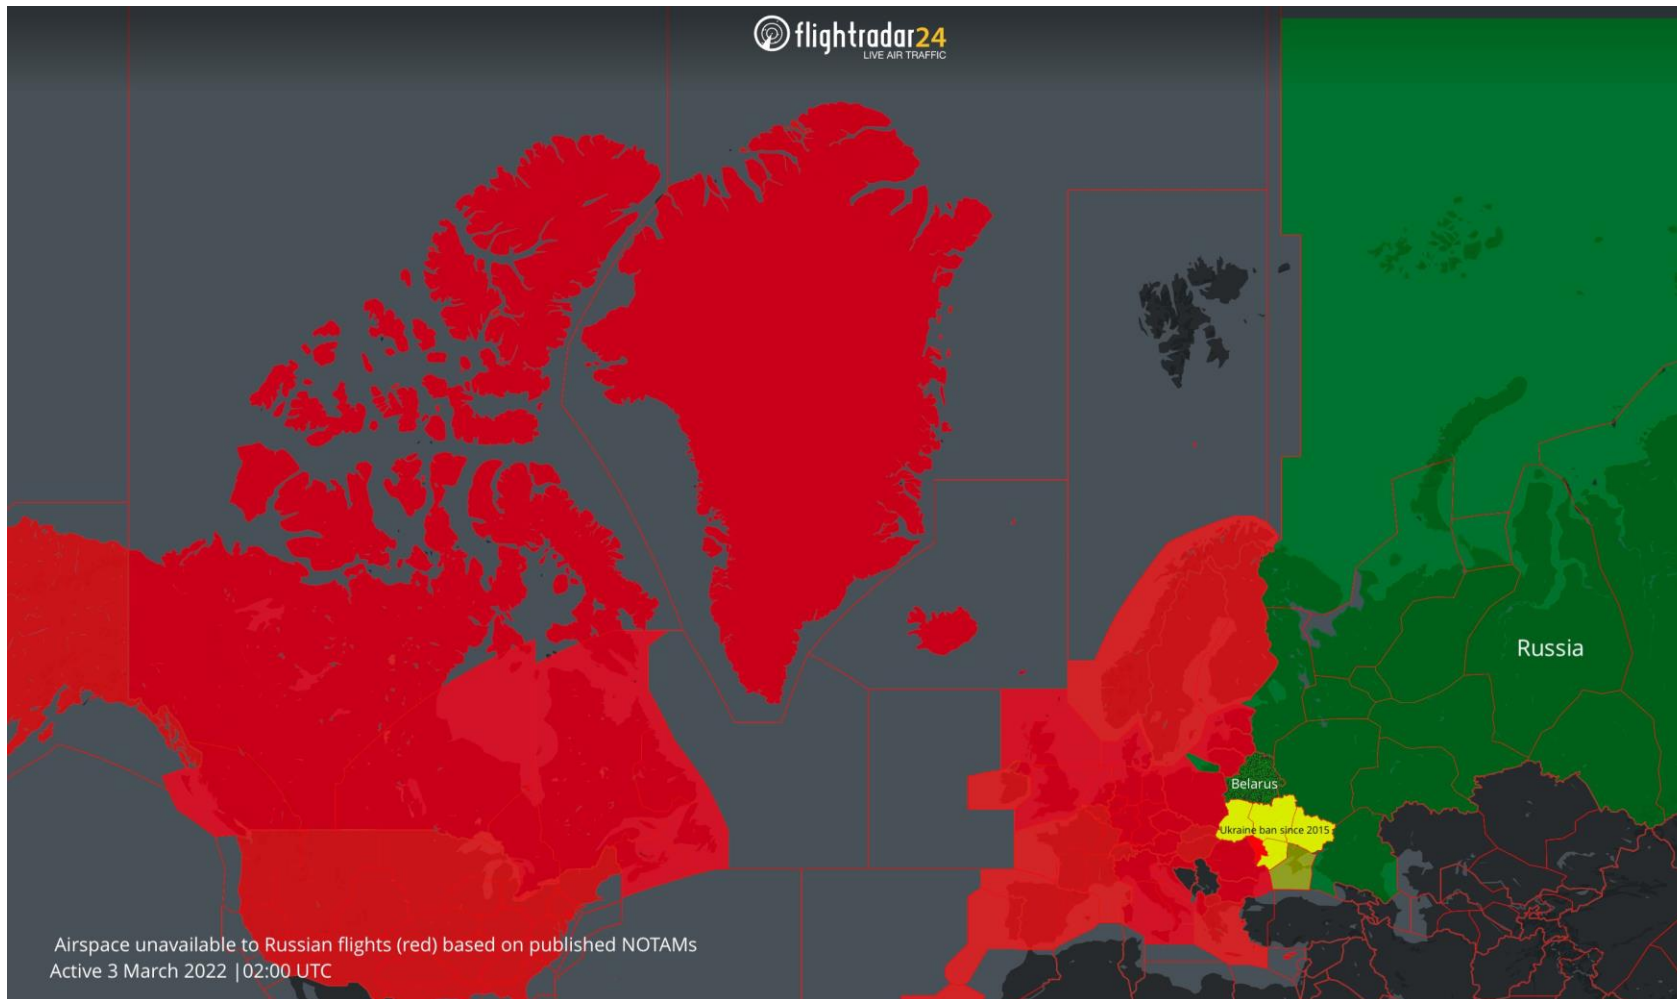 flightradar24
LIVE AIR TRAFFIC
Russia
Belarus
Ukraine ban since 2015
Airspace unavailable to Russian flights (red) based on published NOTAMs
Active 3 March 2022 |02:00 UTC